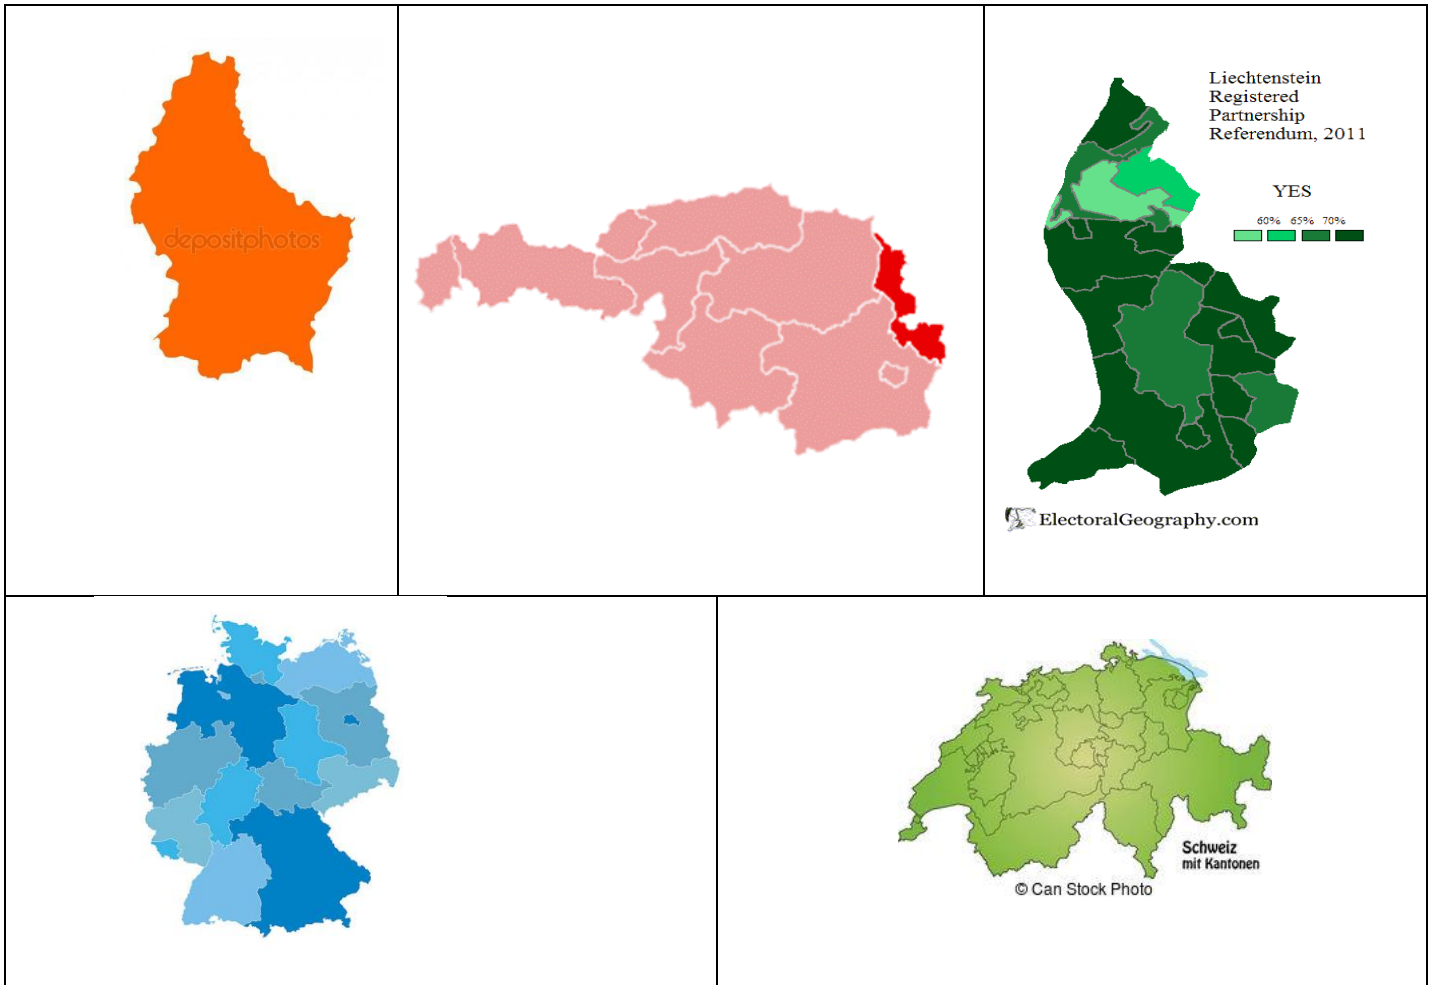 depositphotos
Liechtenstein
Registered
Partnership
Referendum, 2011
YES
60% 65% 70%
ElectoralGeography.com
Schweiz
mit Kantonen
© Can Stock Photo